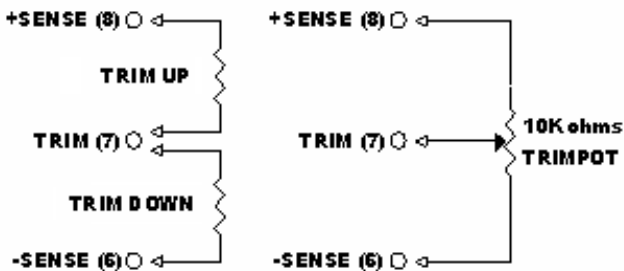 +SENSE (8)
TRIM UP
TRIM (7)
TRIM DOWN
-SENSE (6)
+SENSE (8)
10K ohms
TRIM (7)
TRIMPOT
-SENSE (6)